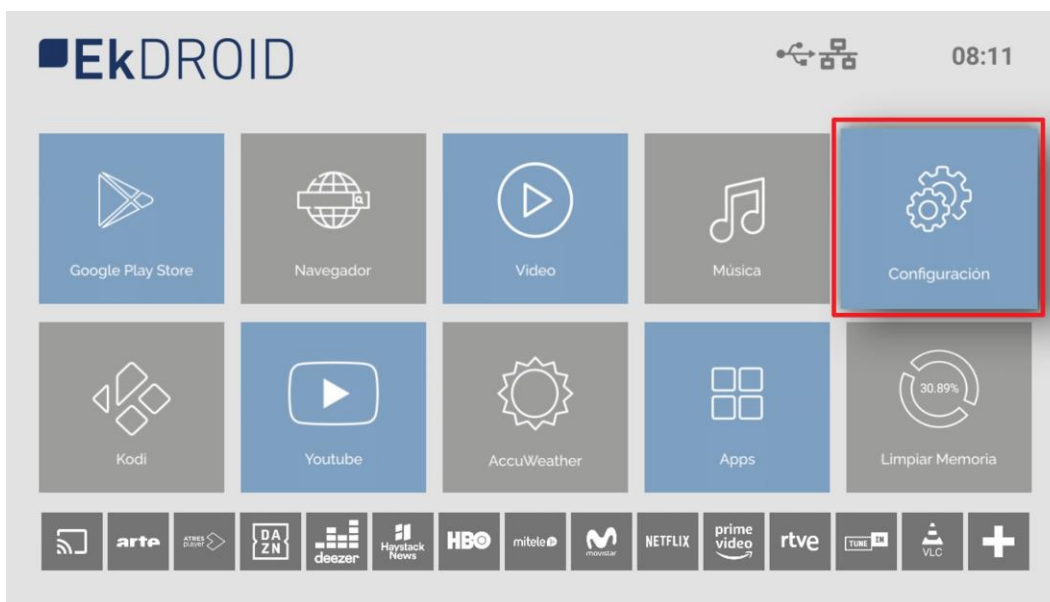 EkDROID
08:11
Google Play Store
Navegador
Video
Música
Configuración
Kodi
Youtube
AccuWeather
Apps
30.89%
Limpiar Memoria
arte
ATRES
player
DA
ZN
deezer
Haystack
News
HBO
mitele
movistar
NETFLIX
prime
video
rtve
TUNE IN
VLC